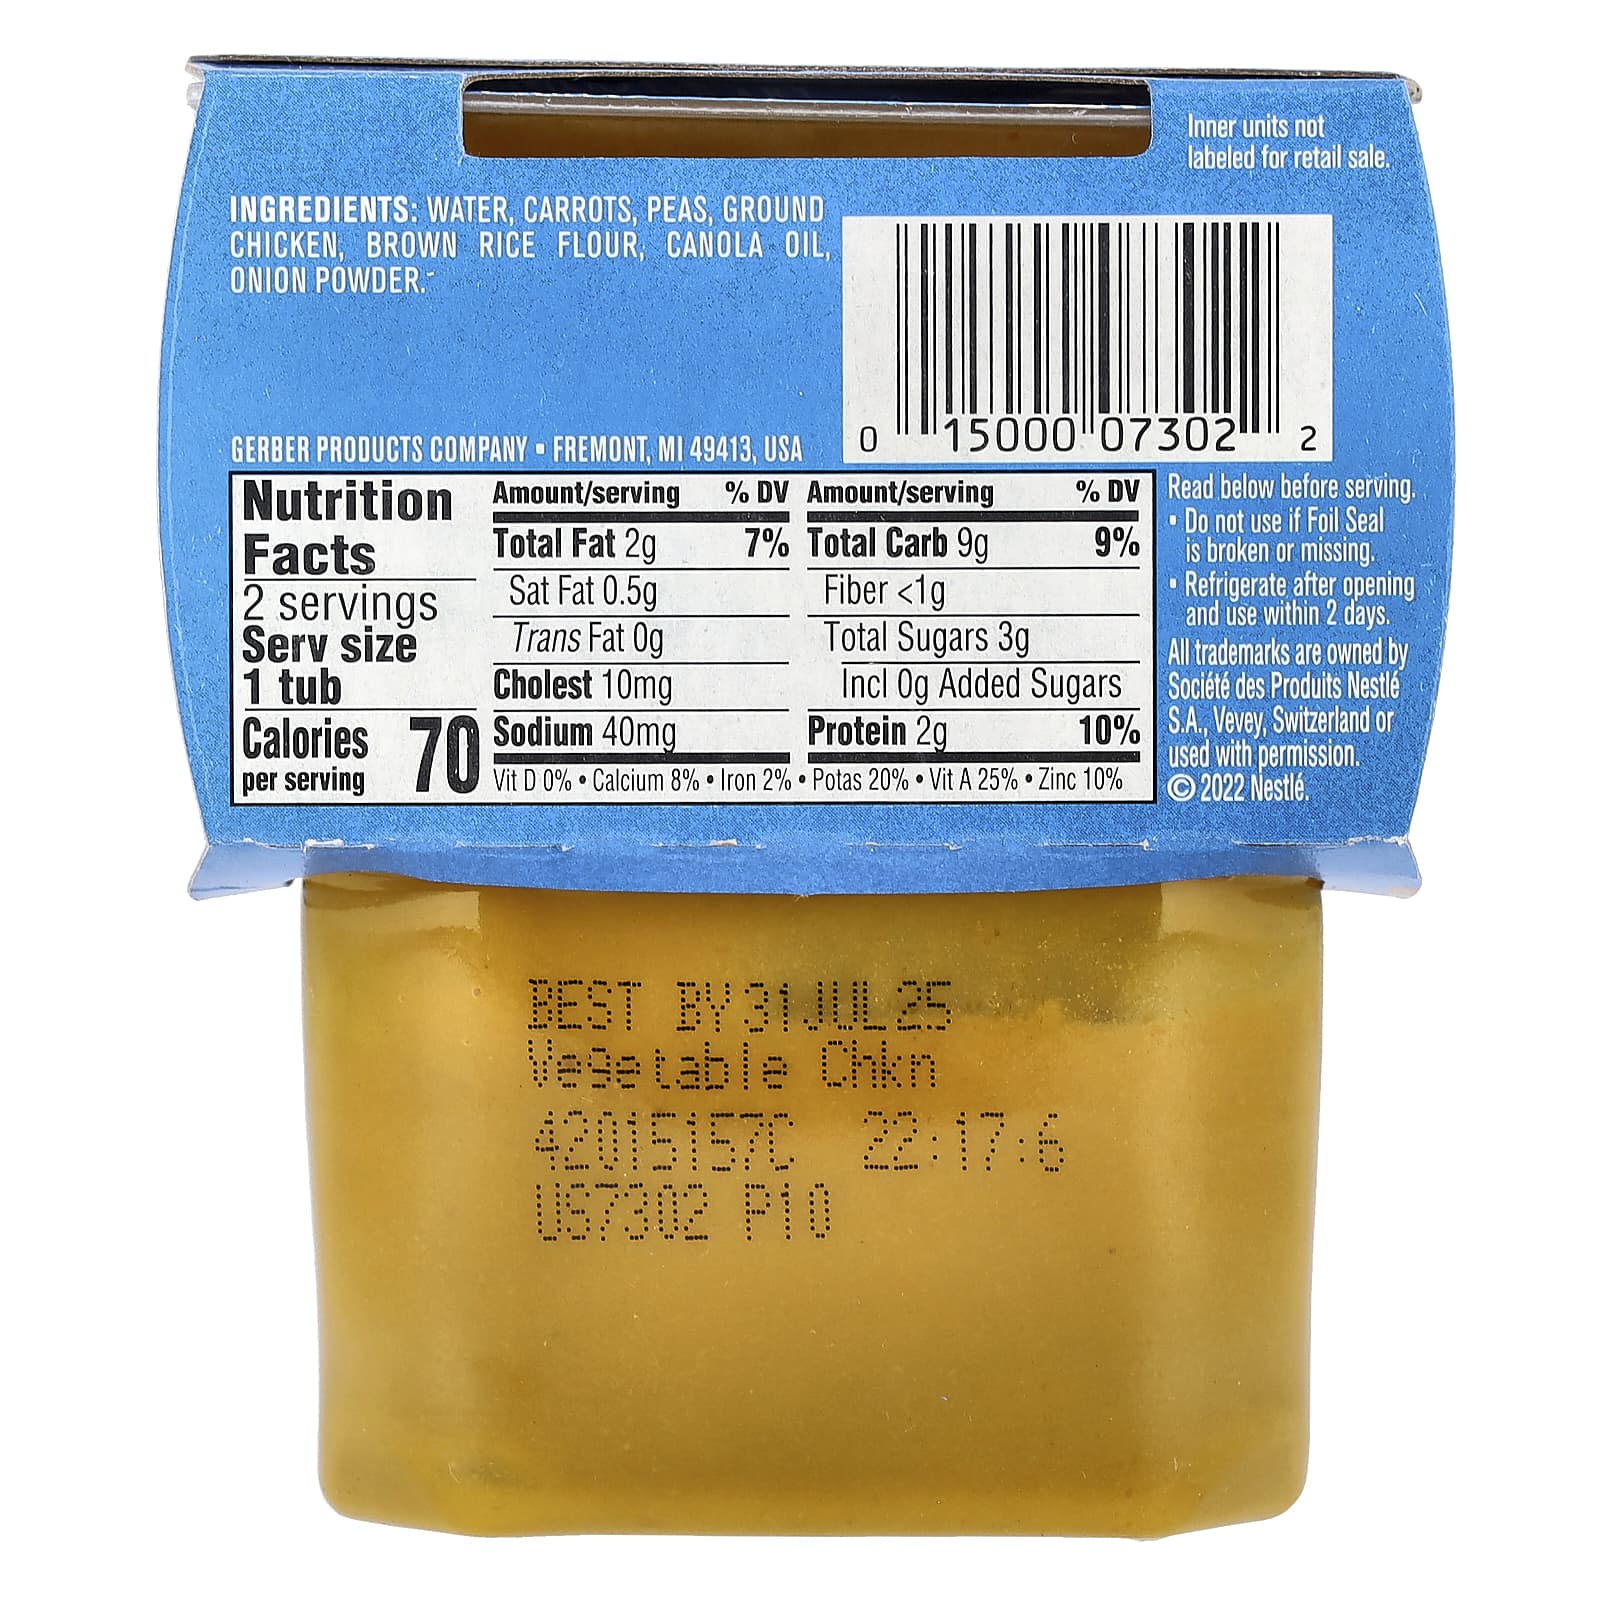 Inner units not
labeled for retail sale.
INGREDIENTS: WATER, CARROTS, PEAS, GROUND
CHICKEN, BROWN RICE FLOUR, CANOLA OIL,
ONION POWDER.
0 15000 07302 2
GERBER PRODUCTS COMPANY • FREMONT, MI 49413, USA
Nutrition
Facts
2 servings
Serv size
1 tub
Calories 70
per serving
Amount/serving % DV
Total Fat 2g 7%
Sat Fat 0.5g
Trans Fat 0g
Cholest 10mg
Sodium 40mg
Amount/serving % DV
Total Carb 9g 9%
Fiber <1g
Total Sugars 3g
Incl 0g Added Sugars
Protein 2g 10%
Vit D 0% • Calcium 8% • Iron 2% • Potas 20% • Vit A 25% • Zinc 10%
Read below before serving.
• Do not use if Foil Seal
is broken or missing.
• Refrigerate after opening
and use within 2 days.
All trademarks are owned by
Société des Produits Nestlé
S.A., Vevey, Switzerland or
used with permission.
© 2022 Nestlé.
BEST BY 31JUL25
Vegetable Chkn
42015157C 22:17:6
US7302 P10